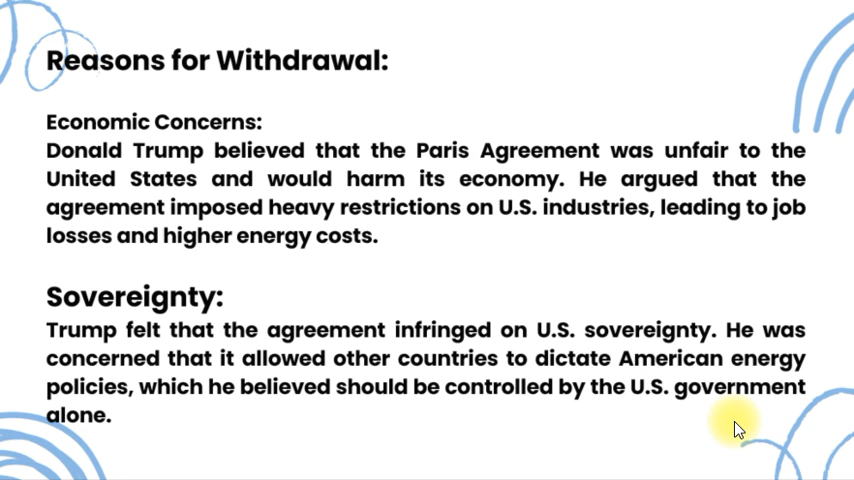 Reasons for Withdrawal:
Economic Concerns:
Donald Trump believed that the Paris Agreement was unfair to the
United States and would harm its economy. He argued that the
agreement imposed heavy restrictions on U.S. industries, leading to job
losses and higher energy costs.
Sovereignty:
Trump felt that the agreement infringed on U.S. sovereignty. He was
concerned that it allowed other countries to dictate American energy
policies, which he believed should be controlled by the U.S. government
alone.